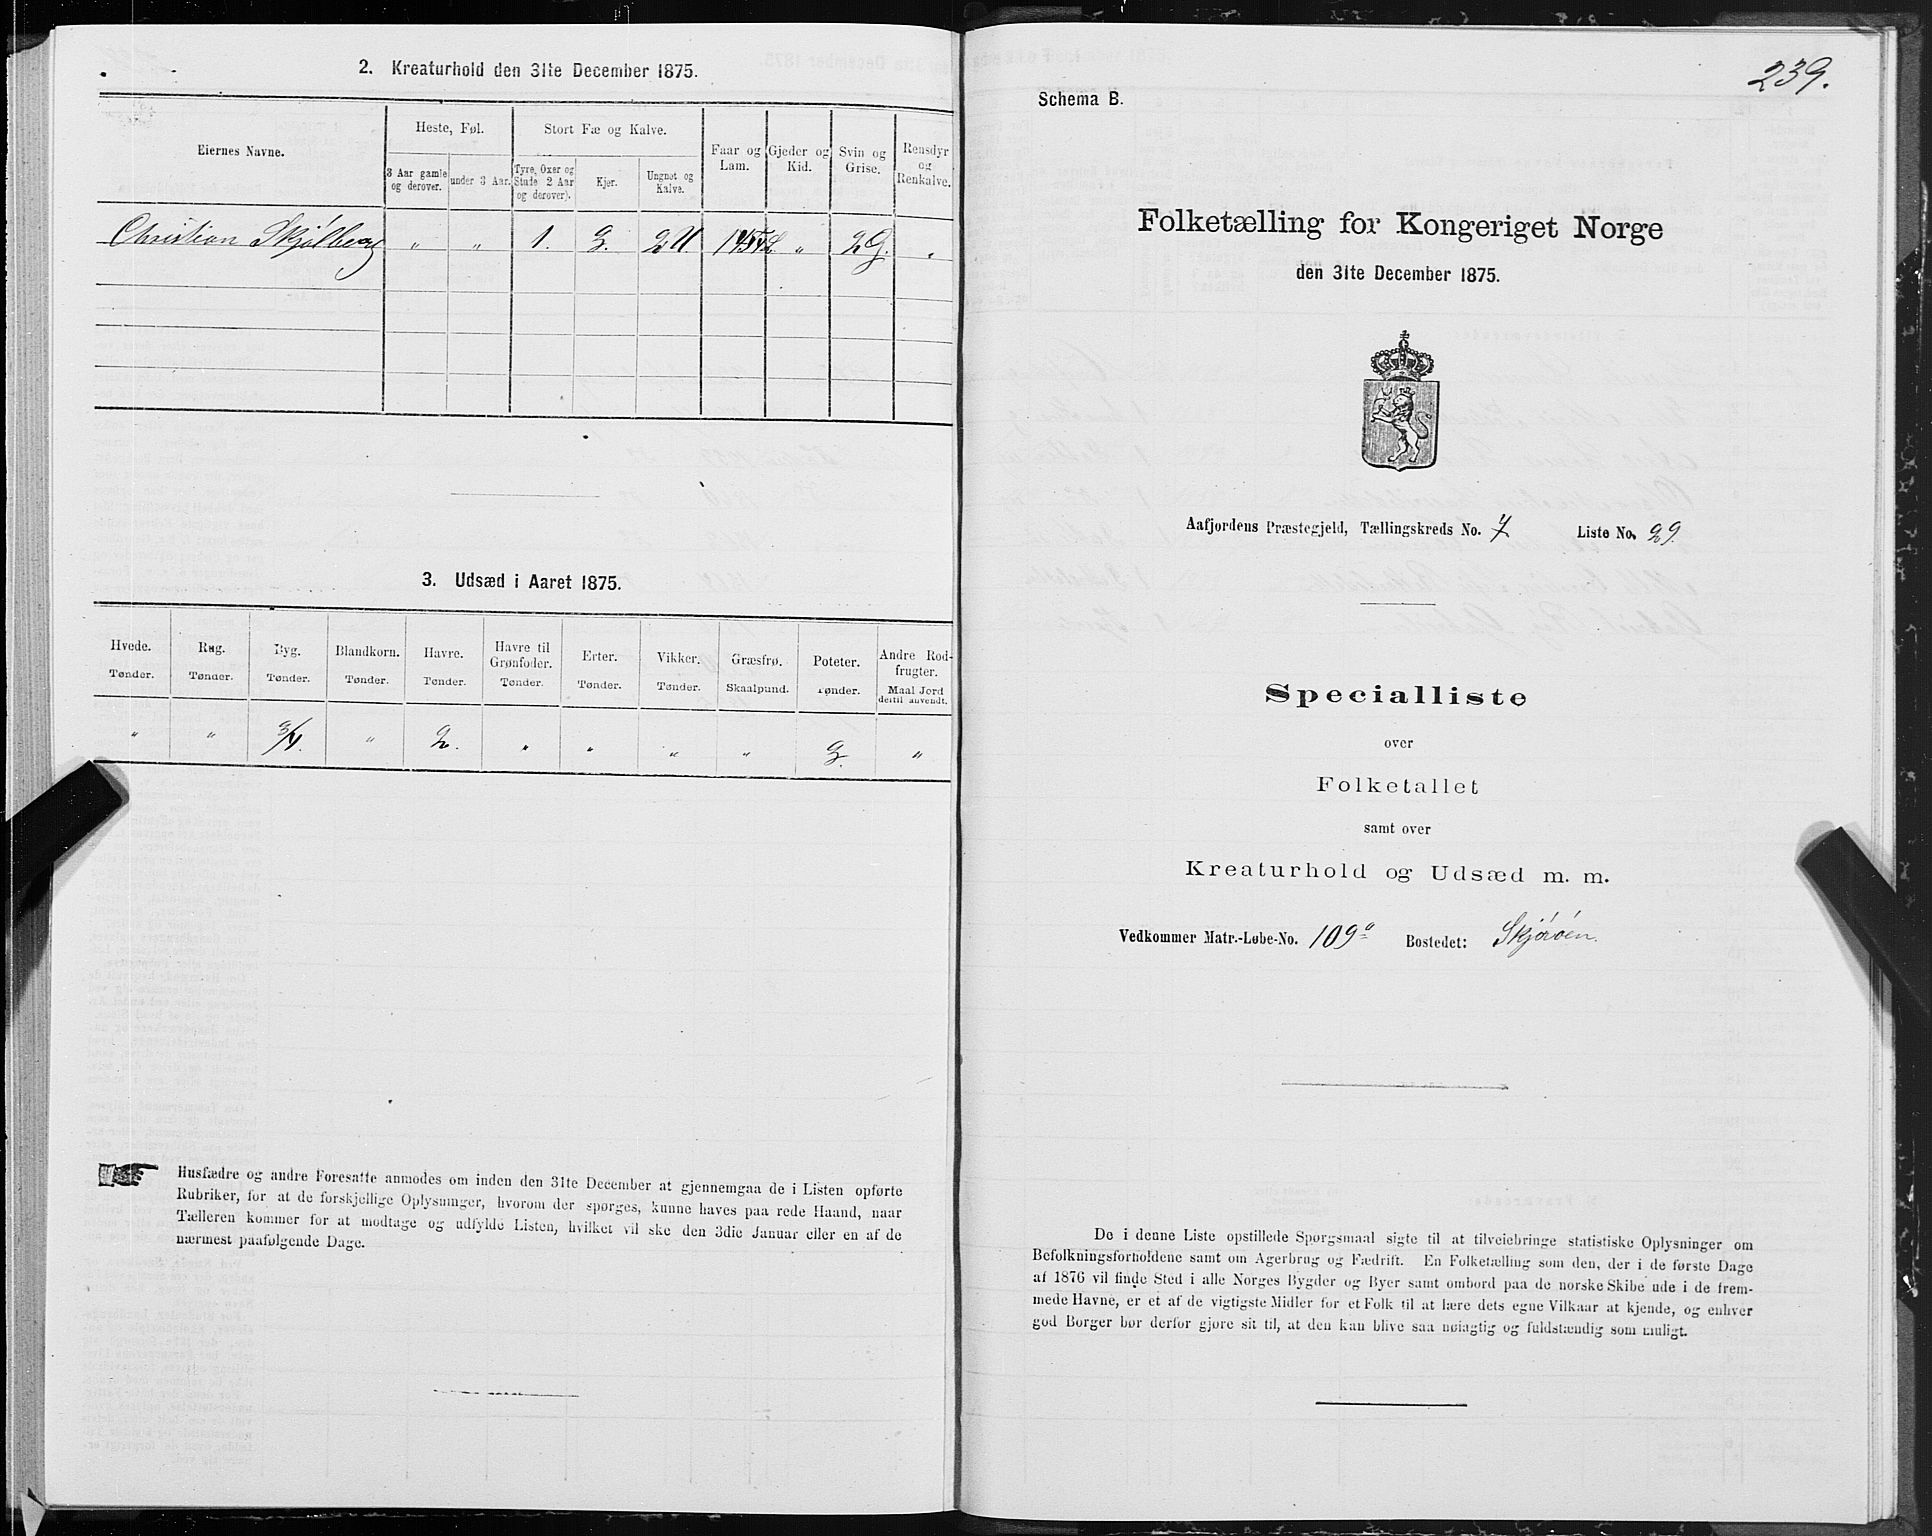 2. Kreaturhold den 31te December 1875.
Eiernes Navne.
Heste, Føl.
3 Aar gamle og derover.
under 3 Aar.
Stort Fæ og Kalve.
Tyre, Oxer og Stude 2 Aar og derover).
Kjør.
Ungnøt og Kalve.
Faar og Lam.
Gjeder og Kid.
Svin og Grise.
Rensdyr og Renkalve.
Christian Skjølberg " " 1. 3. 2U " 2G. "
3. Udsæd i Aaret 1875.
Hvede. Rug. Byg. Blandkorn. Havre. Havre til Grønfoder. Erter. Vikker. Græsfrø. Poteter. Andre Rodfrugter.
Tønder. Tønder. Tønder. Tønder. Tønder. Tønder. Tønder. Tønder. Skaalpund. Tønder. Maal Jord dertil anvendt.
" " 3/4. " 2. " " " " 3. "
Husfædre og andre Foresatte anmodes om inden den 31te December at gjennemgaa de i Listen opførte
Rubriker, for at de forskjellige Oplysninger, hvorom der spørges, kunne haves paa rede Haand, naar
Tælleren kommer for at modtage og udfylde Listen, hvilket vil ske den 3die Januar eller en af de
nærmest paafølgende Dage.
239.
Schema B.
Folketælling for Kongeriget Norge
den 31te December 1875.
Aafjordens Præstegjeld, Tællingskreds No. 7 Liste No. 29.
Specialliste
over
Folketallet
samt over
Kreaturhold og Udsæd m. m.
Vedkommer Matr.-Løbe-No. 109a Bostedet: Skjøröen.
De i denne Liste opstillede Spørgsmaal sigte til at tilveiebringe statistiske Oplysninger om
Befolkningsforholdene samt om Agerbrug og Fædrift. En Folketælling som den, der i de første Dage
af 1876 vil finde Sted i alle Norges Bygder og Byer samt ombord paa de norske Skibe ude i de frem-
mede Havne, er et af de vigtigste Midler for et Folk til at lære dets egne Vilkaar at kjende, og enhver
god Borger bør derfor gjøre sit til, at den kan blive saa nøiagtig og fuldstændig som muligt.